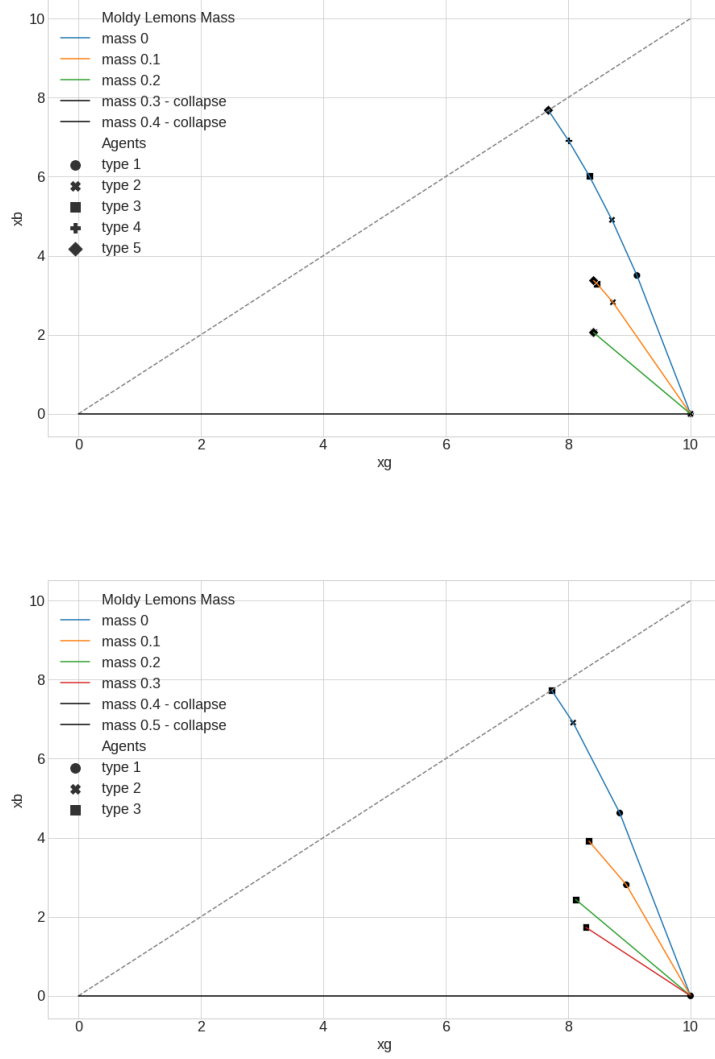 10
8
6
4
2
0
xb
Moldy Lemons Mass
mass 0
mass 0.1
mass 0.2
mass 0.3 - collapse
mass 0.4 - collapse
Agents
type 1
type 2
type 3
type 4
type 5
0 2 4 6 8 10
xg
10
8
6
4
2
0
xb
Moldy Lemons Mass
mass 0
mass 0.1
mass 0.2
mass 0.3
mass 0.4 - collapse
mass 0.5 - collapse
Agents
type 1
type 2
type 3
0 2 4 6 8 10
xg